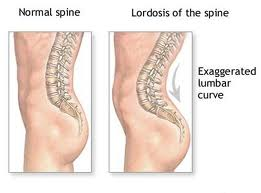 Normal spine
Lordosis of the spine
Exaggerated
lumbar
curve